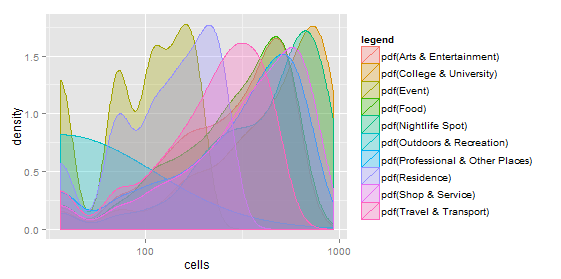 legend
pdf(Arts & Entertainment)
pdf(College & University)
pdf(Event)
pdf(Food)
pdf(Nightlife Spot)
pdf(Outdoors & Recreation)
pdf(Professional & Other Places)
pdf(Residence)
pdf(Shop & Service)
pdf(Travel & Transport)
density
1.5
1.0
0.5
0.0
100
1000
cells